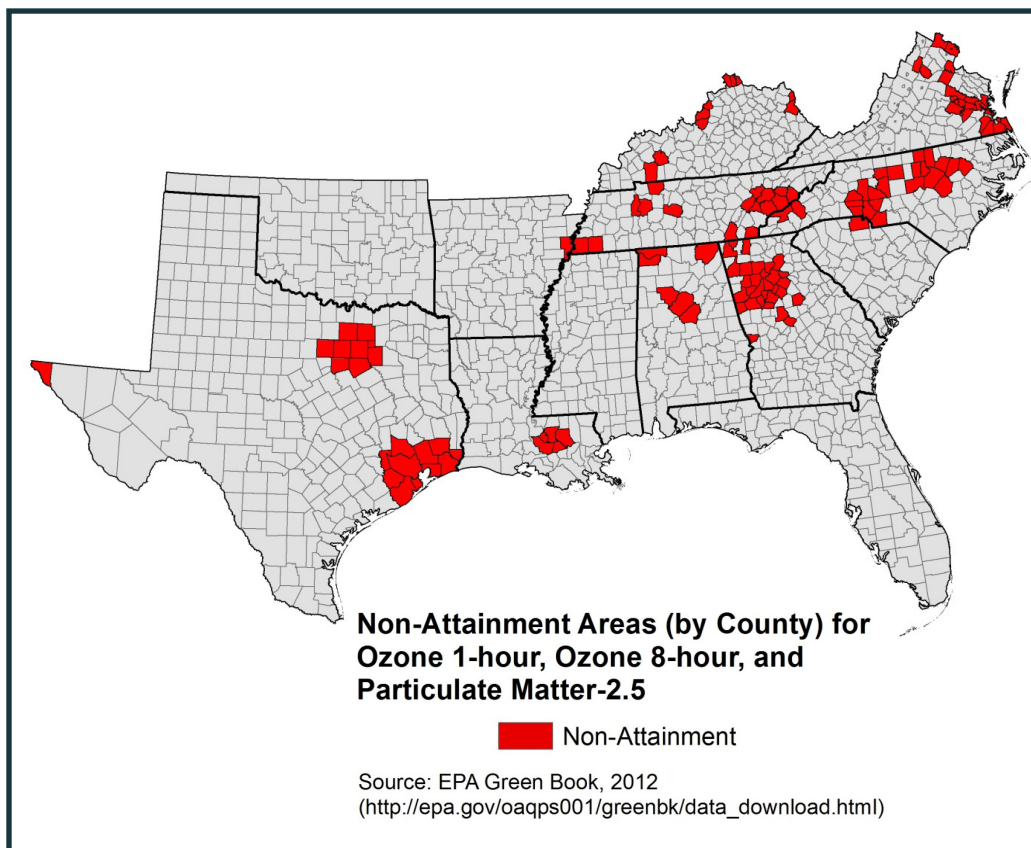 Non-Attainment Areas (by County) for
Ozone 1-hour, Ozone 8-hour, and
Particulate Matter-2.5
Non-Attainment
Source: EPA Green Book, 2012
(http://epa.gov/oaqps001/greenbk/data_download.html)